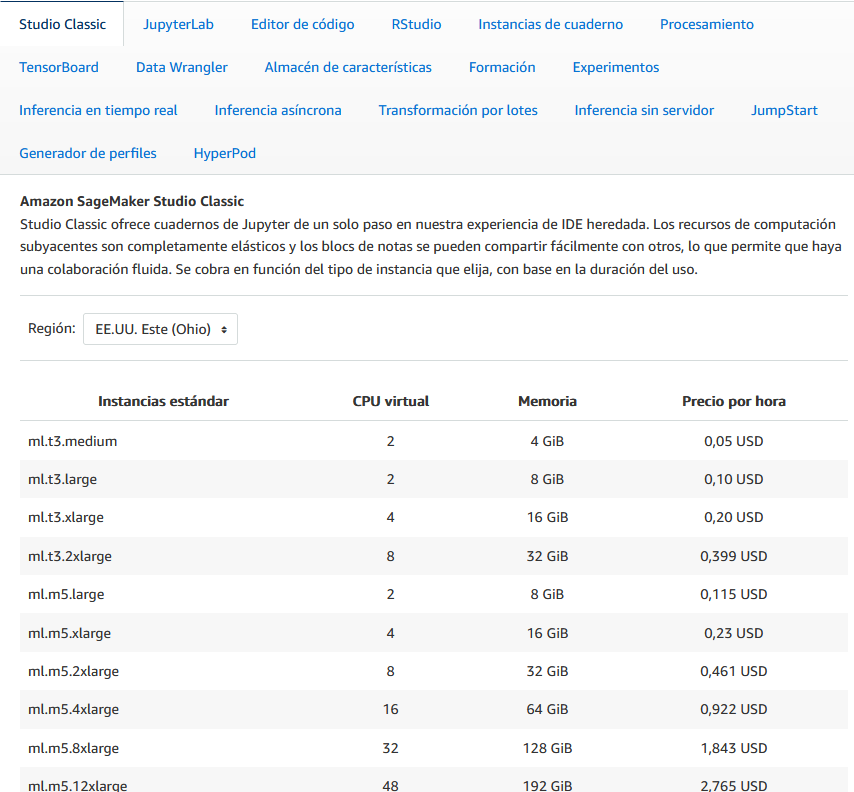 Studio Classic JupyterLab Editor de código RStudio Instancias de cuaderno Procesamiento
TensorBoard Data Wrangler Almacén de características Formación Experimentos
Inferencia en tiempo real Inferencia asíncrona Transformación por lotes Inferencia sin servidor JumpStart
Generador de perfiles HyperPod
Amazon SageMaker Studio Classic
Studio Classic ofrece cuadernos de Jupyter de un solo paso en nuestra experiencia de IDE heredada. Los recursos de computación
subyacentes son completamente elásticos y los blocs de notas se pueden compartir fácilmente con otros, lo que permite que haya
una colaboración fluida. Se cobra en función del tipo de instancia que elija, con base en la duración del uso.
Región: EE.UU. Este (Ohio)
Instancias estándar CPU virtual Memoria Precio por hora
ml.t3.medium 2 4 GiB 0,05 USD
ml.t3.large 2 8 GiB 0,10 USD
ml.t3.xlarge 4 16 GiB 0,20 USD
ml.t3.2xlarge 8 32 GiB 0,399 USD
ml.m5.large 2 8 GiB 0,115 USD
ml.m5.xlarge 4 16 GiB 0,23 USD
ml.m5.2xlarge 8 32 GiB 0,461 USD
ml.m5.4xlarge 16 64 GiB 0,922 USD
ml.m5.8xlarge 32 128 GiB 1,843 USD
ml.m5.12xlarge 48 192 GiB 2,765 USD